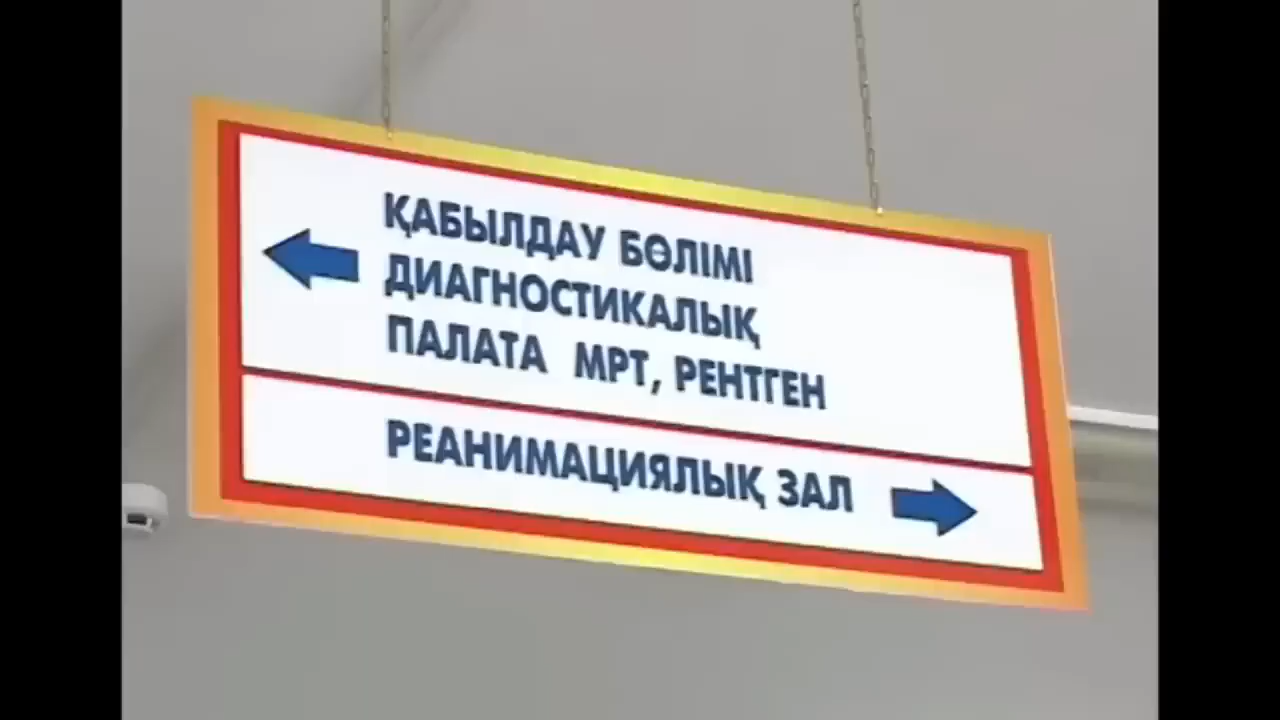 ҚАБЫЛДАУ БӨЛІМІ
ДИАГНОСТИКАЛЫҚ
ПАЛАТА МРТ, РЕНТГЕН
РЕАНИМАЦИЯЛЫҚ ЗАЛ